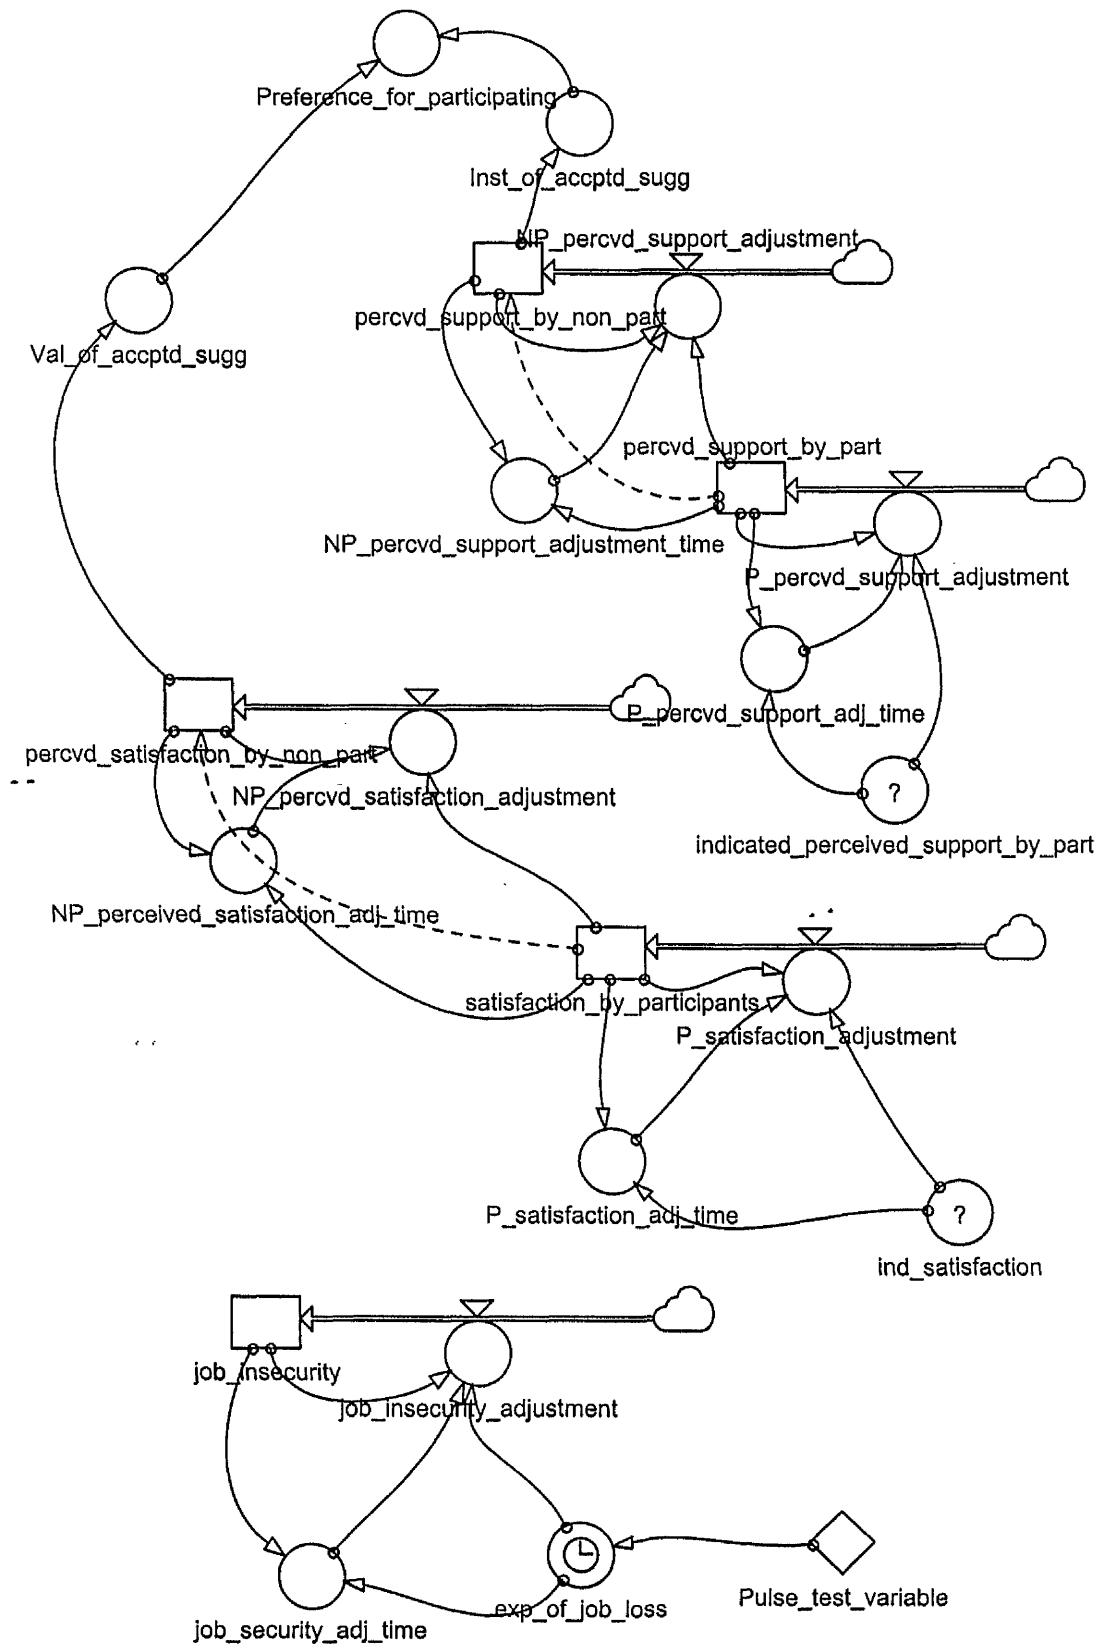 Preference_for_participating
Inst_of_accptd_sugg
NP_percvd_support_adjustment
percvd_support_by_non_part
Val_of_accptd_sugg
percvd_support_by_part
NP_percvd_support_adjustment_time
P_percvd_support_adjustment
P_percvd_support_adj_time
percvd_satisfaction_by_non_part
NP_percvd_satisfaction_adjustment
?
indicated_perceived_support_by_part
NP_perceived_satisfaction_adj_time
satisfaction_by_participants
P_satisfaction_adjustment
P_satisfaction_adj_time
?
ind_satisfaction
job_insecurity
job_insecurity_adjustment
Pulse_test_variable
exp_of_job_loss
job_security_adj_time